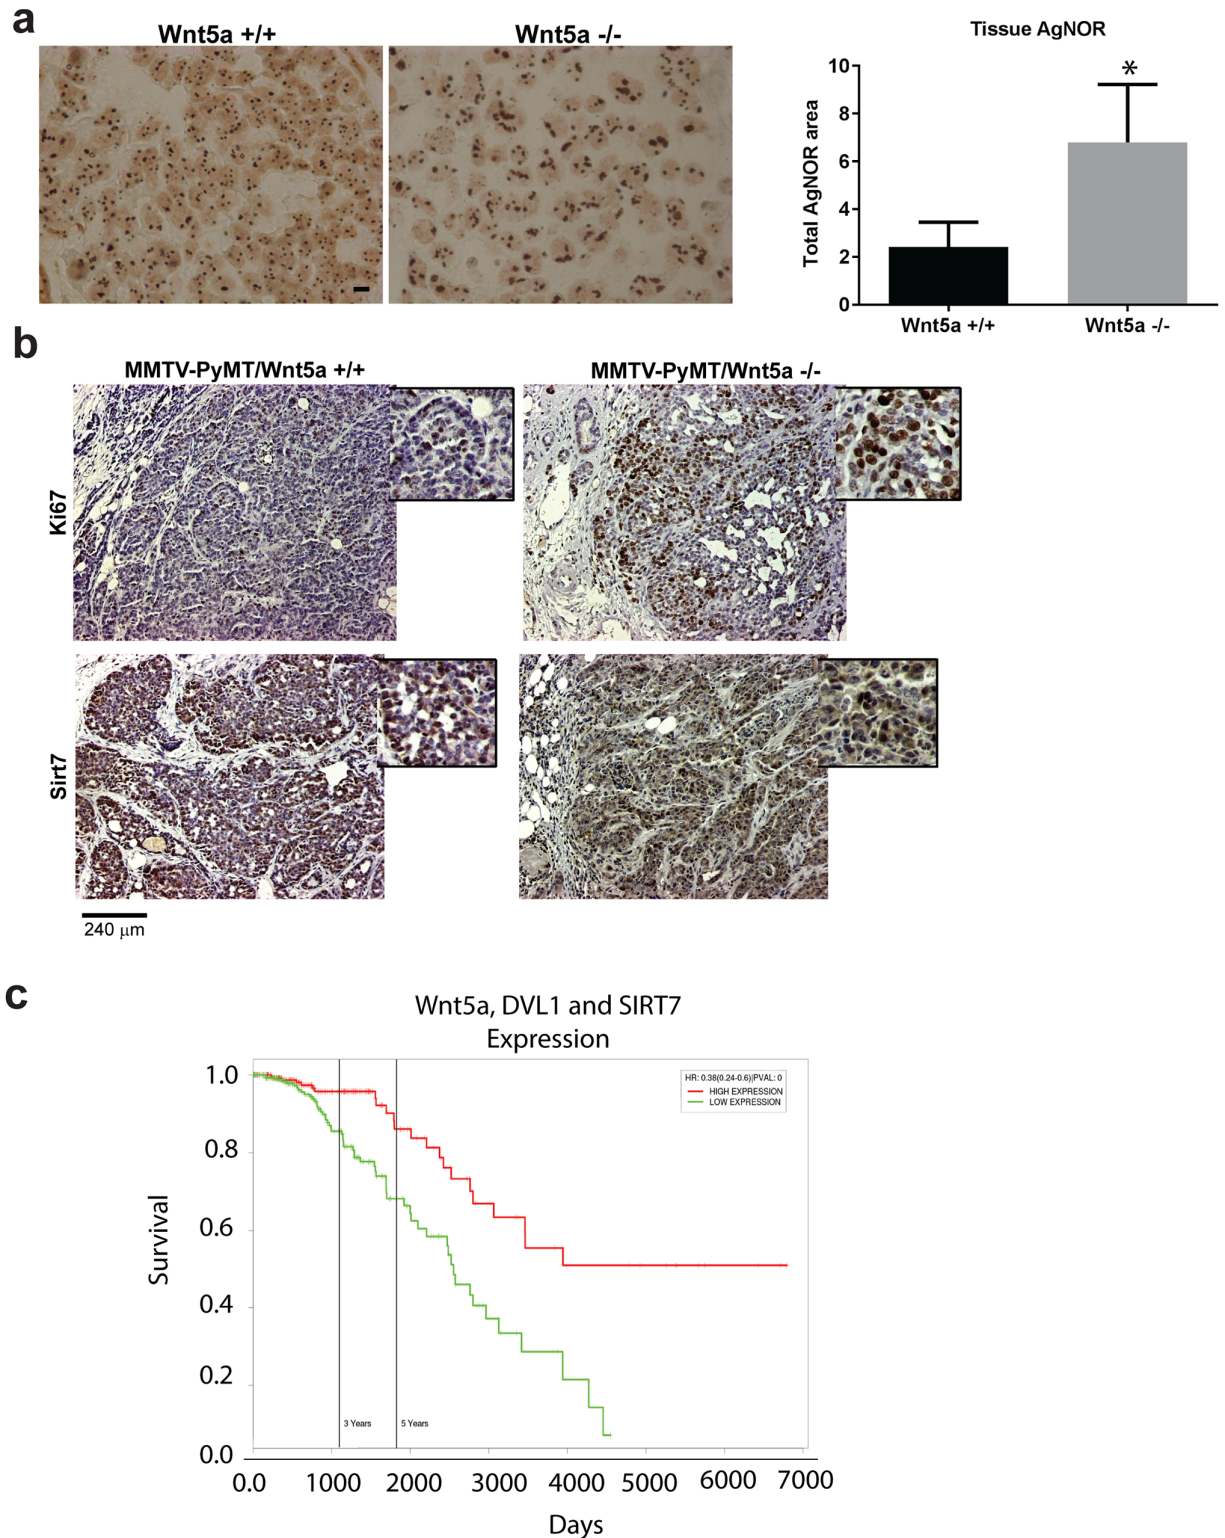 a
Wnt5a +/+
Wnt5a -/-
Tissue AgNOR
Total AgNOR area
10
8
6
4
2
0
*
Wnt5a +/+
Wnt5a -/-
b
MMTV-PyMT/Wnt5a +/+
MMTV-PyMT/Wnt5a -/-
Ki67
Sirt7
240 μm
c
Wnt5a, DVL1 and SIRT7
Expression
HR: 0.38(0.24-0.6)|PVAL: 0
HIGH EXPRESSION
LOW EXPRESSION
Survival
1.0
0.8
0.6
0.4
0.2
0.0
3 Years
5 Years
0.0 1000 2000 3000 4000 5000 6000 7000
Days